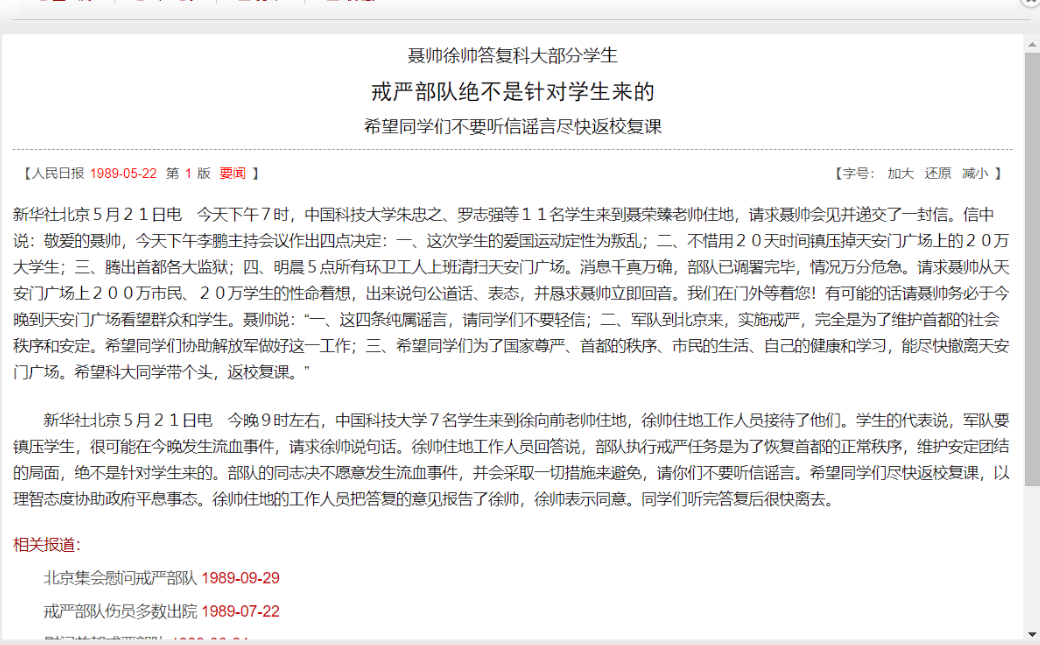 聂帅徐帅答复科大部分学生
戒严部队绝不是针对学生来的
希望同学们不要听信谣言尽快返校复课
【人民日报 1989-05-22 第 1 版 要闻 】 【字号： 加大 还原 减小 】
新华社北京５月２１日电　今天下午７时，中国科技大学朱忠之、罗志强等１１名学生来到聂荣臻老帅住地，请求聂帅会见并递交了一封信。信中
说：敬爱的聂帅，今天下午李鹏主持会议作出四点决定：一、这次学生的爱国运动定性为叛乱；二、不惜用２０天时间镇压掉天安门广场上的２０万
大学生；三、腾出首都各大监狱；四、明晨５点所有环卫工人上班清扫天安门广场。消息千真万确，部队已调署完毕，情况万分危急。请求聂帅从天
安门广场上２００万市民、２０万学生的性命着想，出来说句公道话、表态，并恳求聂帅立即回音。我们在门外等着您！有可能的话请聂帅务必于今
晚到天安门广场看望群众和学生。聂帅说：“一、这四条纯属谣言，请同学们不要轻信；二、军队到北京来，实施戒严，完全是为了维护首都的社会
秩序和安定。希望同学们协助解放军做好这一工作；三、希望同学们为了国家尊严、首都的秩序、市民的生活、自己的健康和学习，能尽快撤离天安
门广场。希望科大同学带个头，返校复课。”
新华社北京５月２１日电　今晚９时左右，中国科技大学７名学生来到徐向前老帅住地，徐帅住地工作人员接待了他们。学生的代表说，军队要
镇压学生，很可能在今晚发生流血事件，请求徐帅说句话。徐帅住地工作人员回答说，部队执行戒严任务是为了恢复首都的正常秩序，维护安定团结
的局面，绝不是针对学生来的。部队的同志决不愿意发生流血事件，并会采取一切措施来避免，请你们不要听信谣言。希望同学们尽快返校复课，以
理智态度协助政府平息事态。徐帅住地的工作人员把答复的意见报告了徐帅，徐帅表示同意。同学们听完答复后很快离去。
相关报道：
北京集会慰问戒严部队 1989-09-29
戒严部队伤员多数出院 1989-07-22